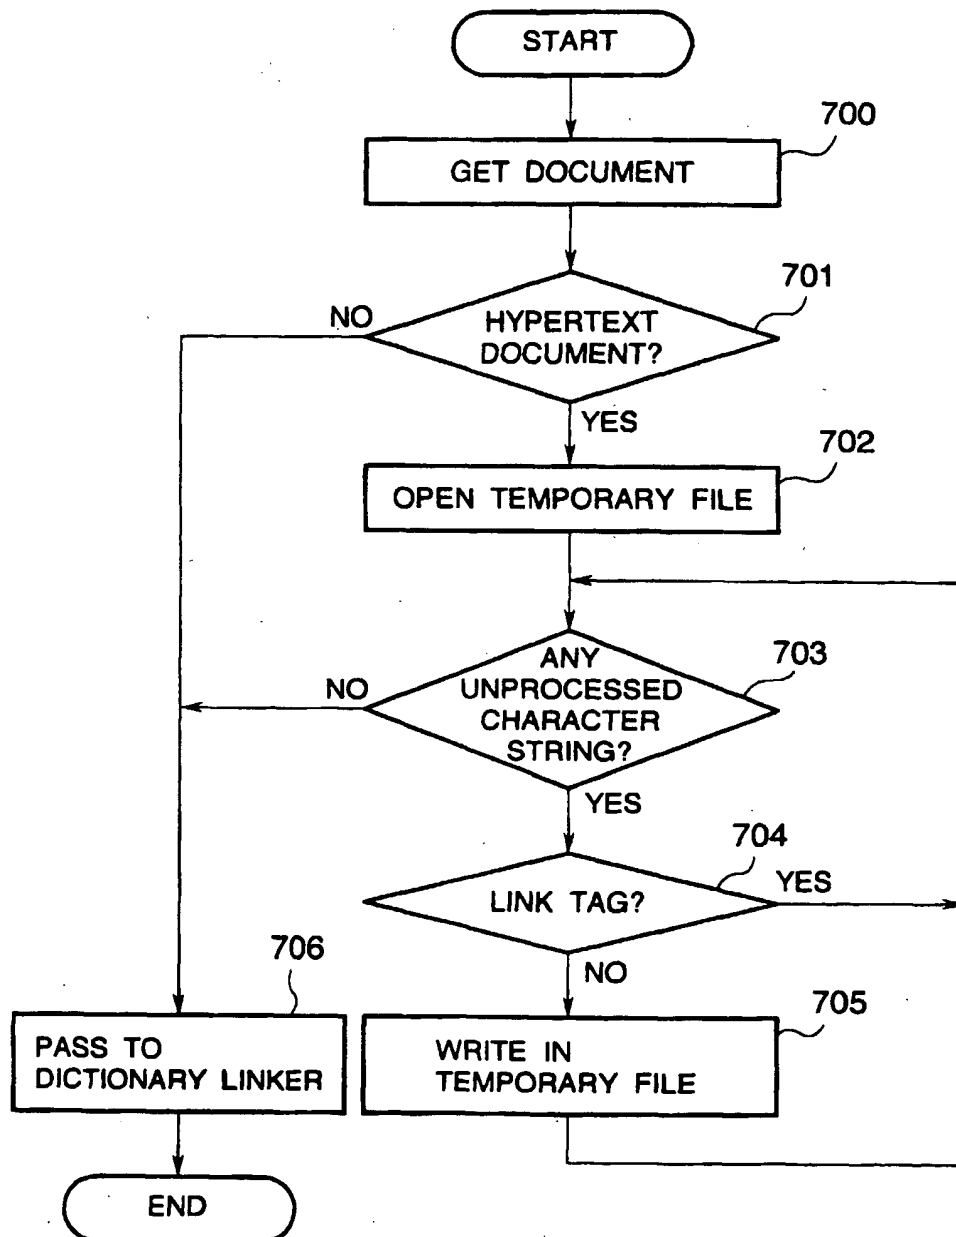 START
700
GET DOCUMENT
701
NO
HYPERTEXT
DOCUMENT?
YES
702
OPEN TEMPORARY FILE
703
NO
ANY
UNPROCESSED
CHARACTER
STRING?
YES
704
LINK TAG?
YES
NO
706
705
PASS TO
DICTIONARY LINKER
WRITE IN
TEMPORARY FILE
END